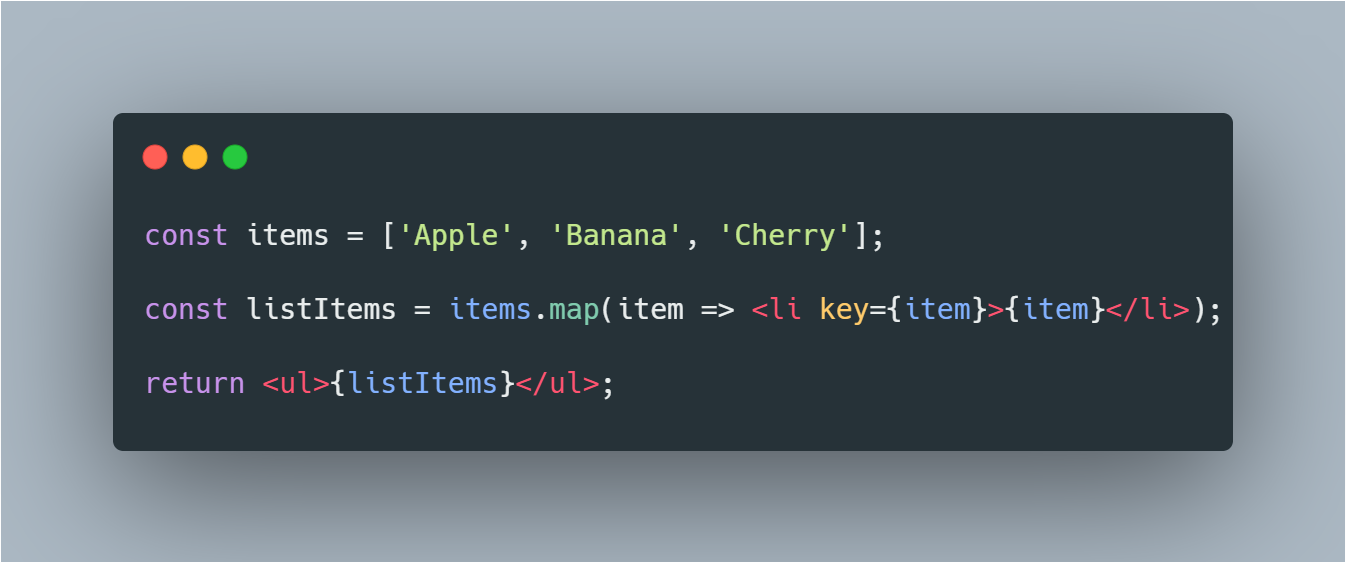 const items = ['Apple', 'Banana', 'Cherry'];
const listItems = items.map(item => <li key={item}>{item}</li>);
return <ul>{listItems}</ul>;